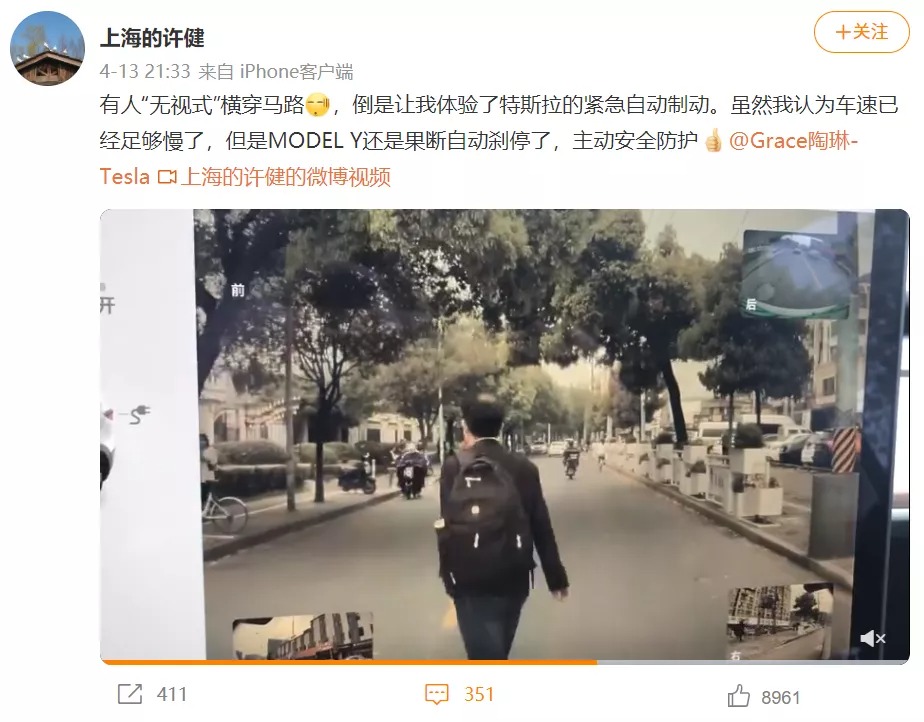 上海的许健
+关注
4-13 21:33 来自 iPhone客户端
有人“无视式”横穿马路，倒是让我体验了特斯拉的紧急自动制动。虽然我认为车速已
经足够慢了，但是MODEL Y还是果断自动刹停了，主动安全防护 @Grace陶琳-
Tesla 上海的许健的微博视频
前
后
开
右
411
351
8961